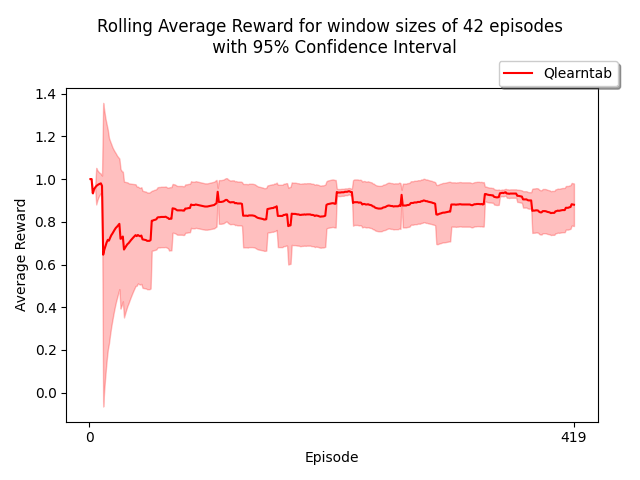 Rolling Average Reward for window sizes of 42 episodes
with 95% Confidence Interval
Qlearntab
1.4
1.2
1.0
0.8
0.6
0.4
0.2
0.0
Average Reward
0
419
Episode